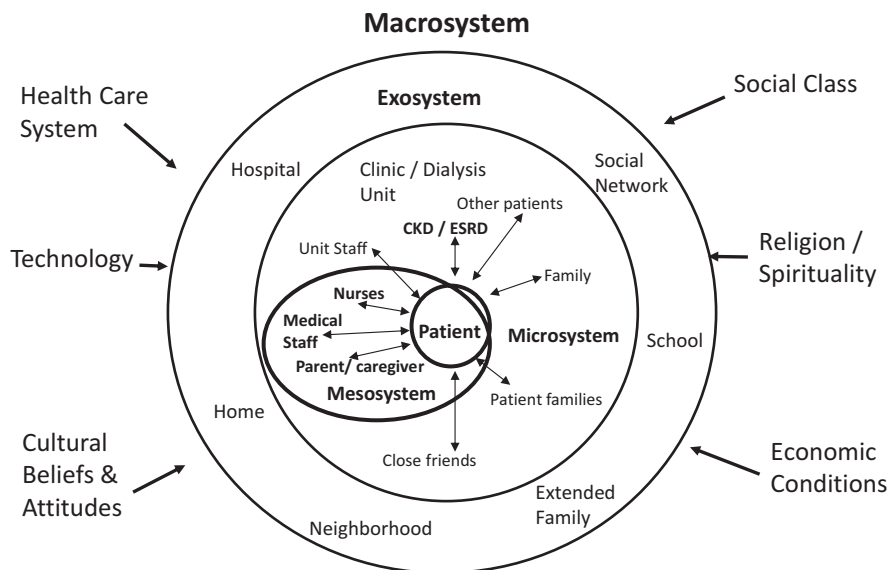 Macrosystem
Health Care
System
Social Class
Exosystem
Hospital
Clinic / Dialysis
Unit
Social
Network
Other patients
CKD / ESRD
Unit Staff
Technology
Religion /
Spirituality
Family
Nurses
Medical
Staff
Patient
Microsystem
School
Parent/ caregiver
Mesosystem
Patient families
Home
Cultural
Beliefs &
Attitudes
Close friends
Economic
Conditions
Extended
Family
Neighborhood